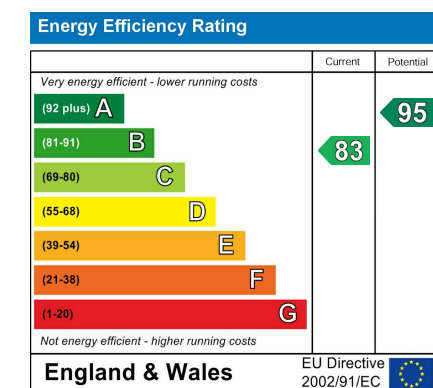 Energy Efficiency Rating
Current Potential
Very energy efficient - lower running costs
(92 plus) A
95
(81-91) B
83
(69-80) C
(55-68) D
(39-54) E
(21-38) F
(1-20) G
Not energy efficient - higher running costs
England & Wales
EU Directive
2002/91/EC